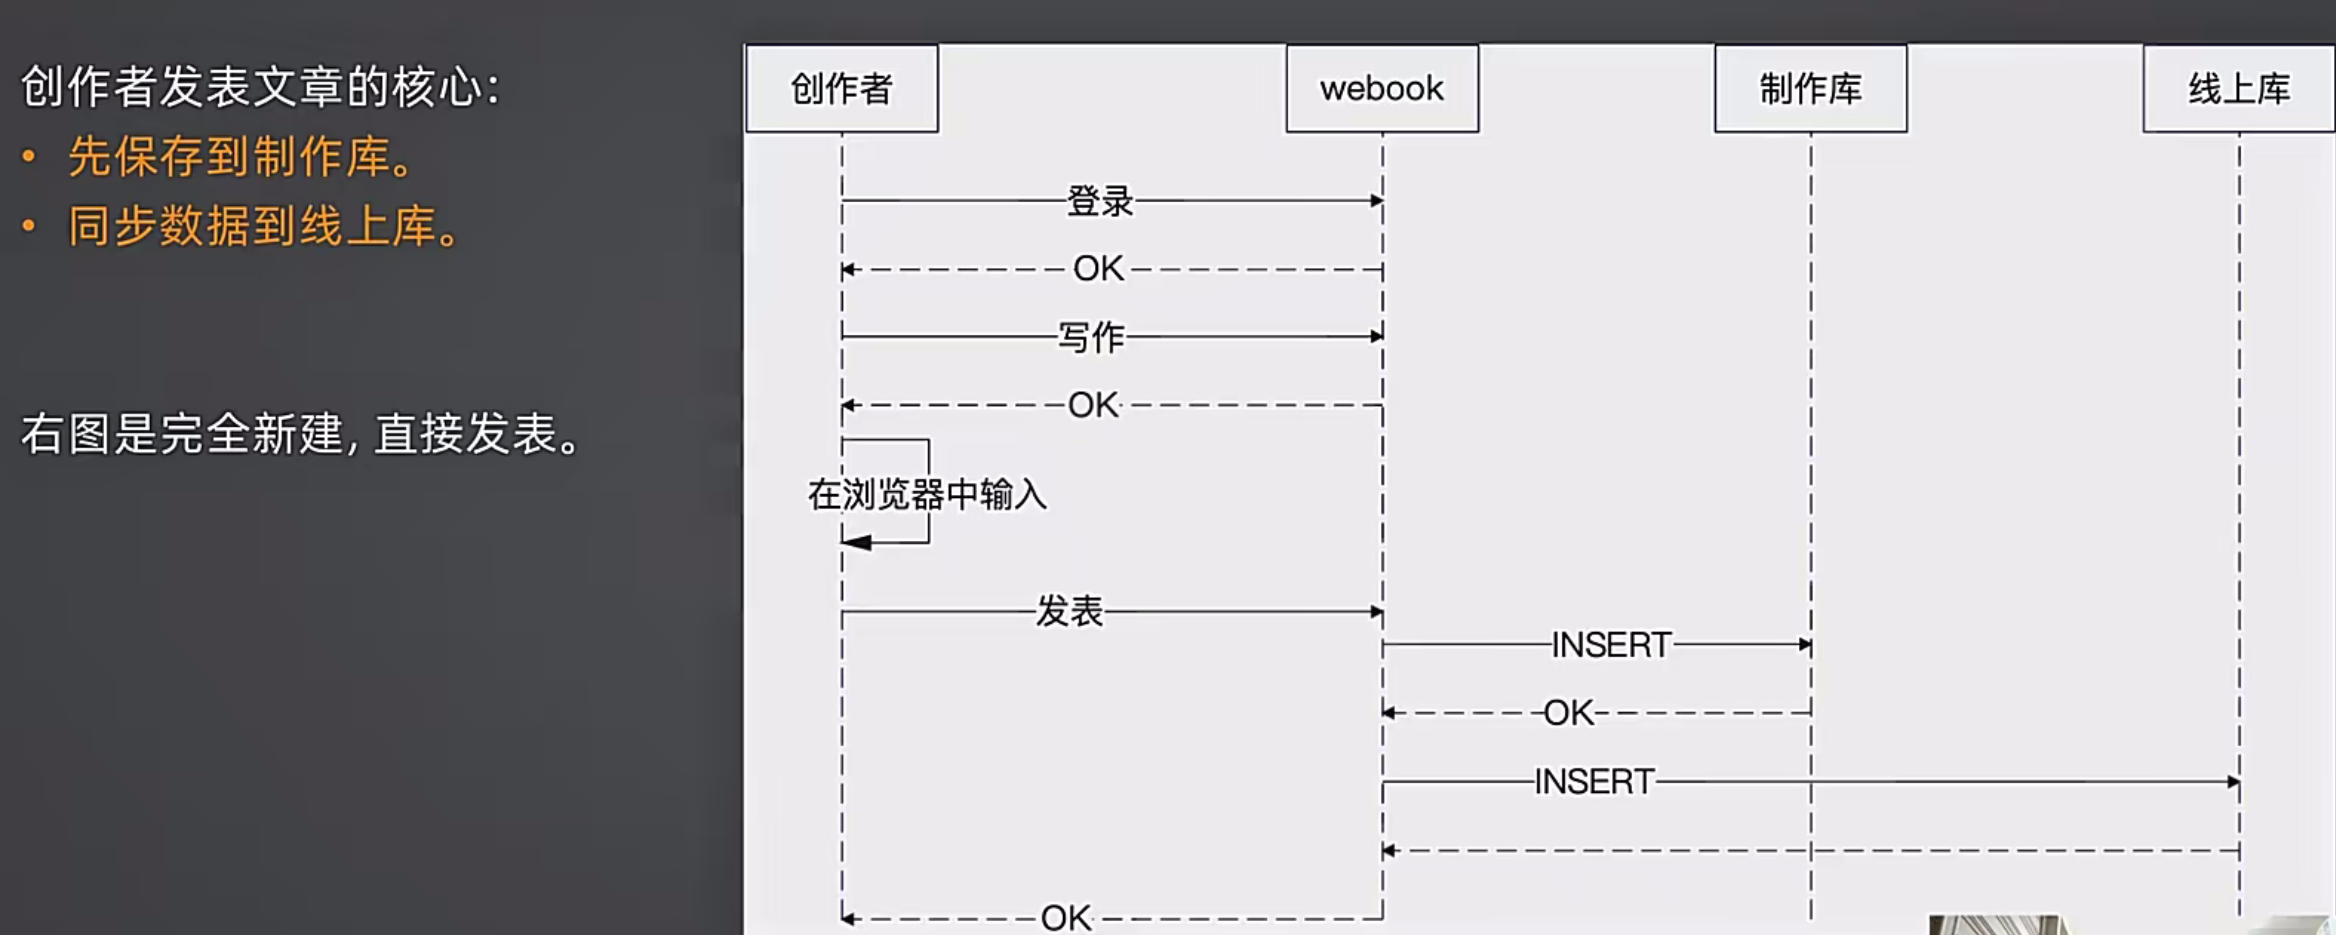 创作者发表文章的核心：
• 先保存到制作库。
• 同步数据到线上库。
右图是完全新建，直接发表。
创作者
webook
制作库
线上库
登录
OK
写作
OK
在浏览器中输入
发表
INSERT
OK
INSERT
OK